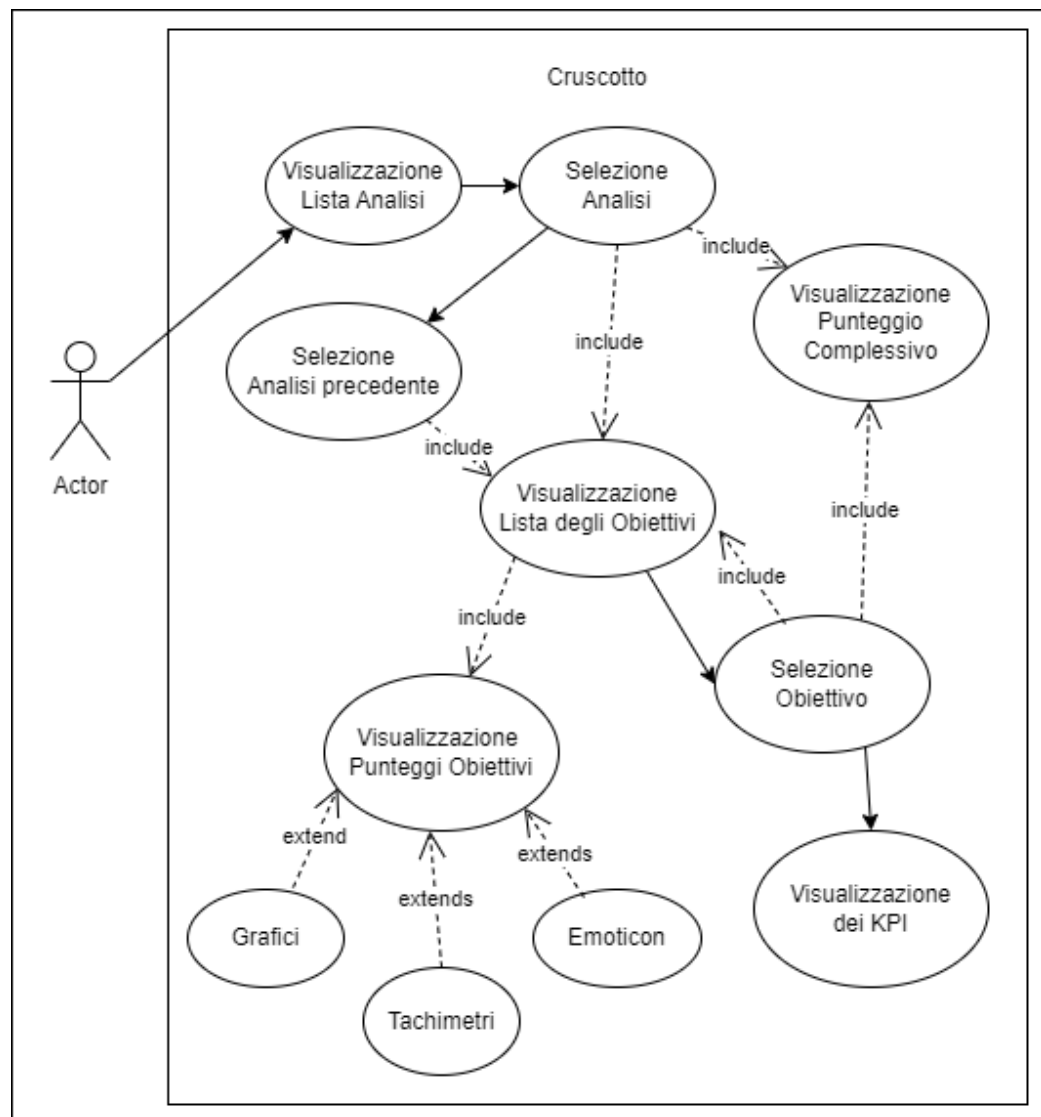 Cruscotto
Visualizzazione
Lista Analisi
Selezione
Analisi
include
Visualizzazione
Punteggio
Complessivo
include
Selezione
Analisi precedente
include
Actor
Visualizzazione
Lista degli Obiettivi
include
include
include
Selezione
Obiettivo
Visualizzazione
Punteggi Obiettivi
extend
extends
extends
Visualizzazione
dei KPI
Grafici
Emoticon
Tachimetri